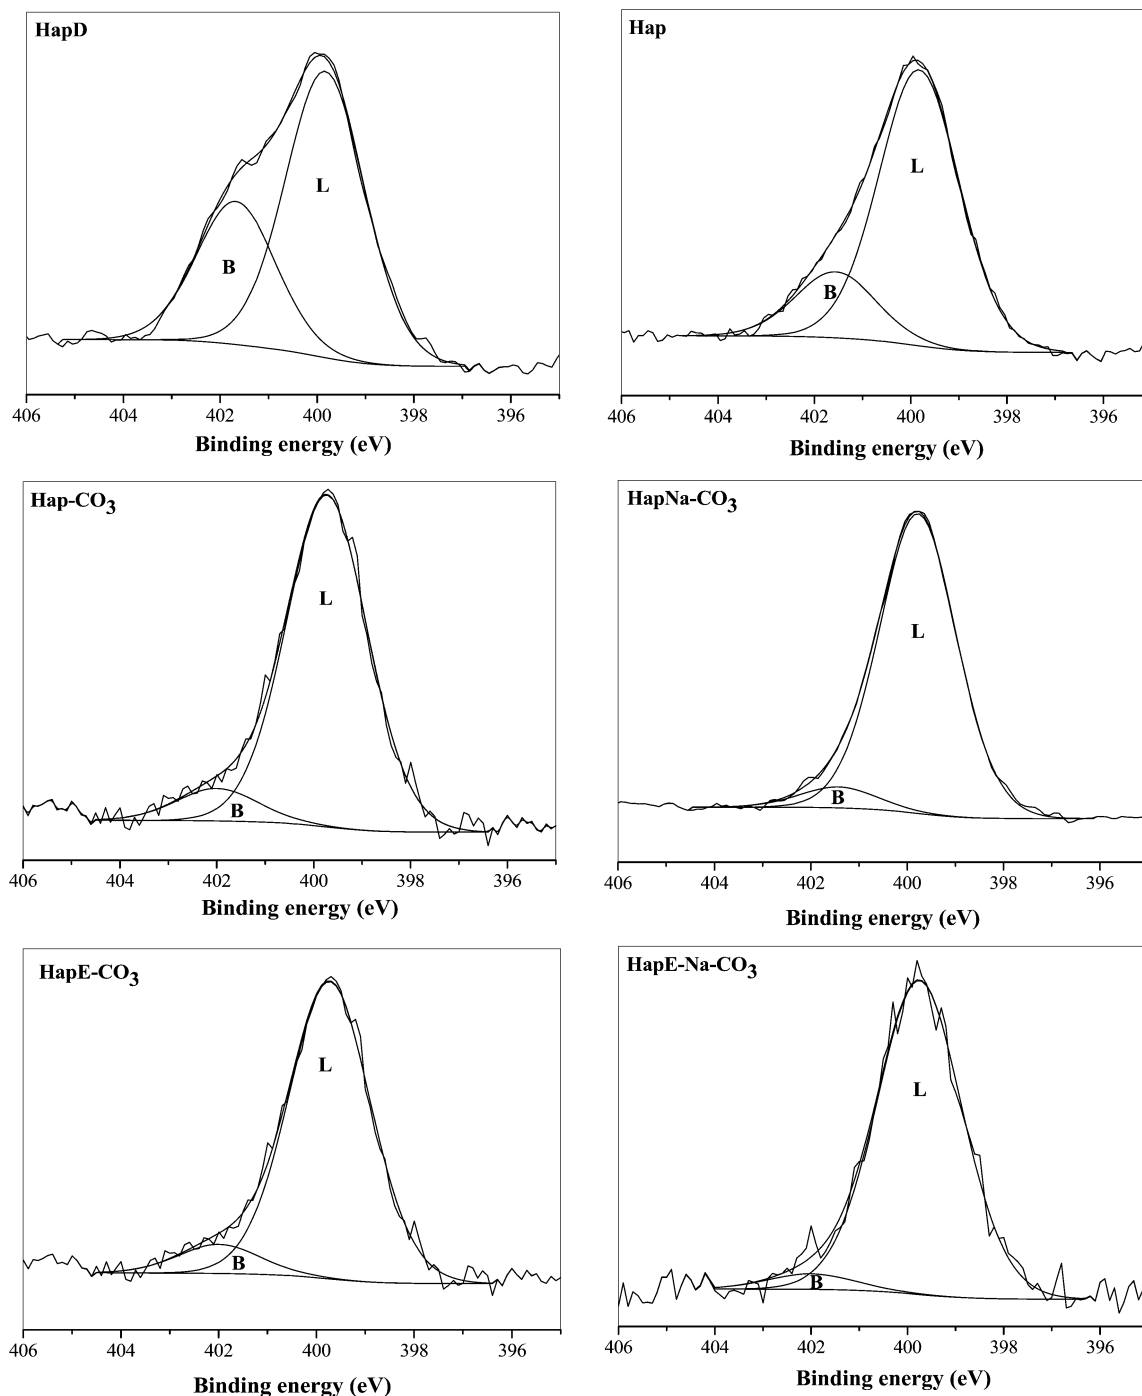 HapD
L
B
406 404 402 400 398 396
Binding energy (eV)
Hap
L
B
406 404 402 400 398 396
Binding energy (eV)
Hap-CO3
L
B
406 404 402 400 398 396
Binding energy (eV)
HapNa-CO3
L
B
406 404 402 400 398 396
Binding energy (eV)
HapE-CO3
L
B
406 404 402 400 398 396
Binding energy (eV)
HapE-Na-CO3
L
B
406 404 402 400 398 396
Binding energy (eV)